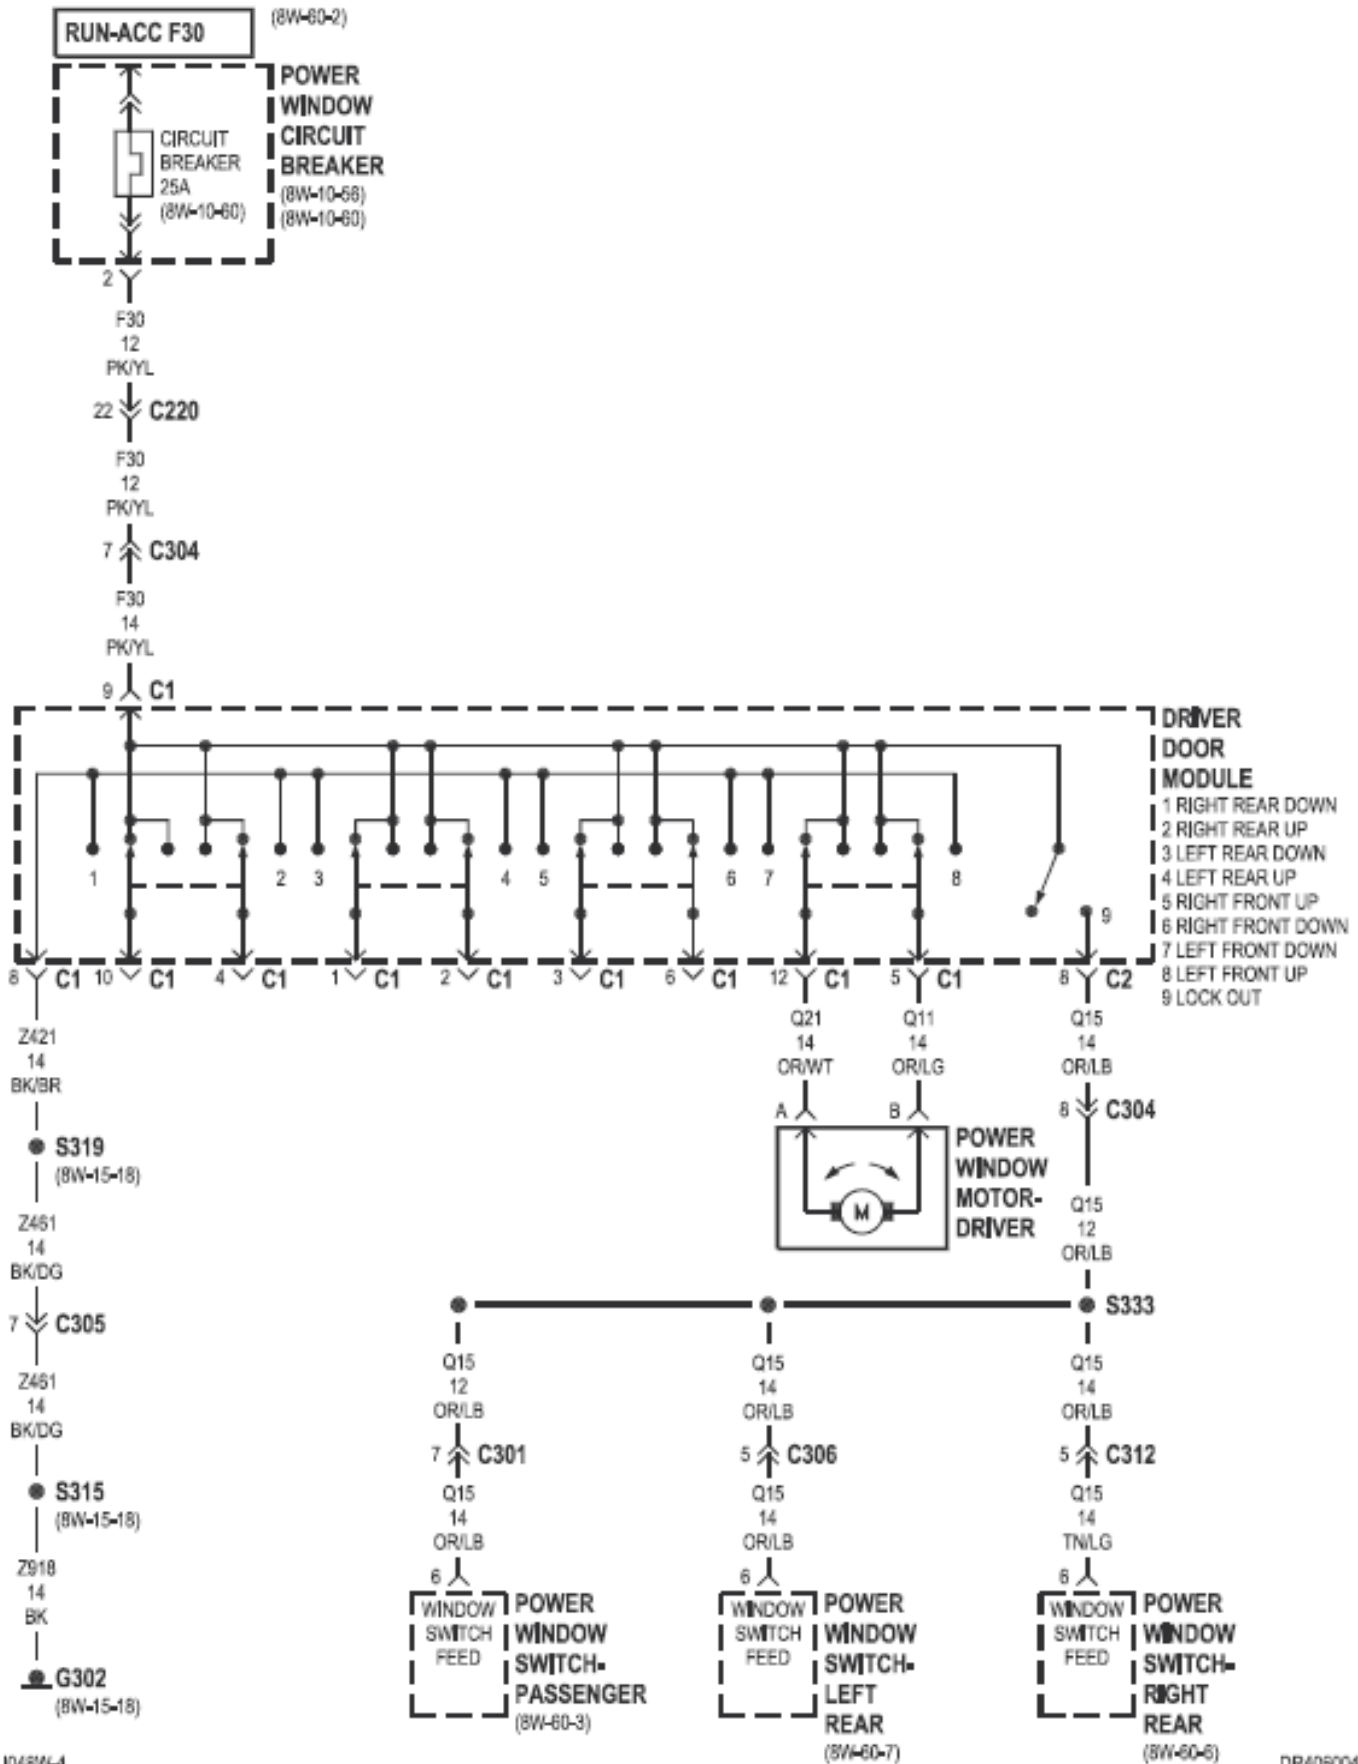 RUN-ACC F30
(8W-60-2)
POWER
WINDOW
CIRCUIT
BREAKER
(8W-10-56)
(8W-10-60)
CIRCUIT
BREAKER
25A
(8W-10-60)
2
F30
12
PK/YL
22 C220
F30
12
PK/YL
7 C304
F30
14
PK/YL
9 C1
DRIVER
DOOR
MODULE
1 RIGHT REAR DOWN
2 RIGHT REAR UP
3 LEFT REAR DOWN
4 LEFT REAR UP
5 RIGHT FRONT UP
6 RIGHT FRONT DOWN
7 LEFT FRONT DOWN
8 LEFT FRONT UP
9 LOCK OUT
1 2 3 4 5 6 7 8
9
8 C1 10 C1 4 C1 1 C1 2 C1 3 C1 6 C1 12 C1 5 C1 8 C2
Z421
14
BK/BR
S319
(8W-15-18)
Z461
14
BK/DG
7 C305
Z461
14
BK/DG
S315
(8W-15-18)
Z918
14
BK
G302
(8W-15-18)
Q21
14
OR/WT
A
Q11
14
OR/LG
B
M
POWER
WINDOW
MOTOR-
DRIVER
Q15
14
OR/LB
8 C304
Q15
12
OR/LB
S333
Q15
12
OR/LB
7 C301
Q15
14
OR/LB
6
WINDOW
SWITCH
FEED
POWER
WINDOW
SWITCH-
PASSENGER
(8W-60-3)
Q15
14
OR/LB
5 C306
Q15
14
OR/LB
6
WINDOW
SWITCH
FEED
POWER
WINDOW
SWITCH-
LEFT
REAR
(8W-60-7)
Q15
14
OR/LB
5 C312
Q15
14
TN/LG
6
WINDOW
SWITCH
FEED
POWER
WINDOW
SWITCH-
RIGHT
REAR
(8W-60-6)